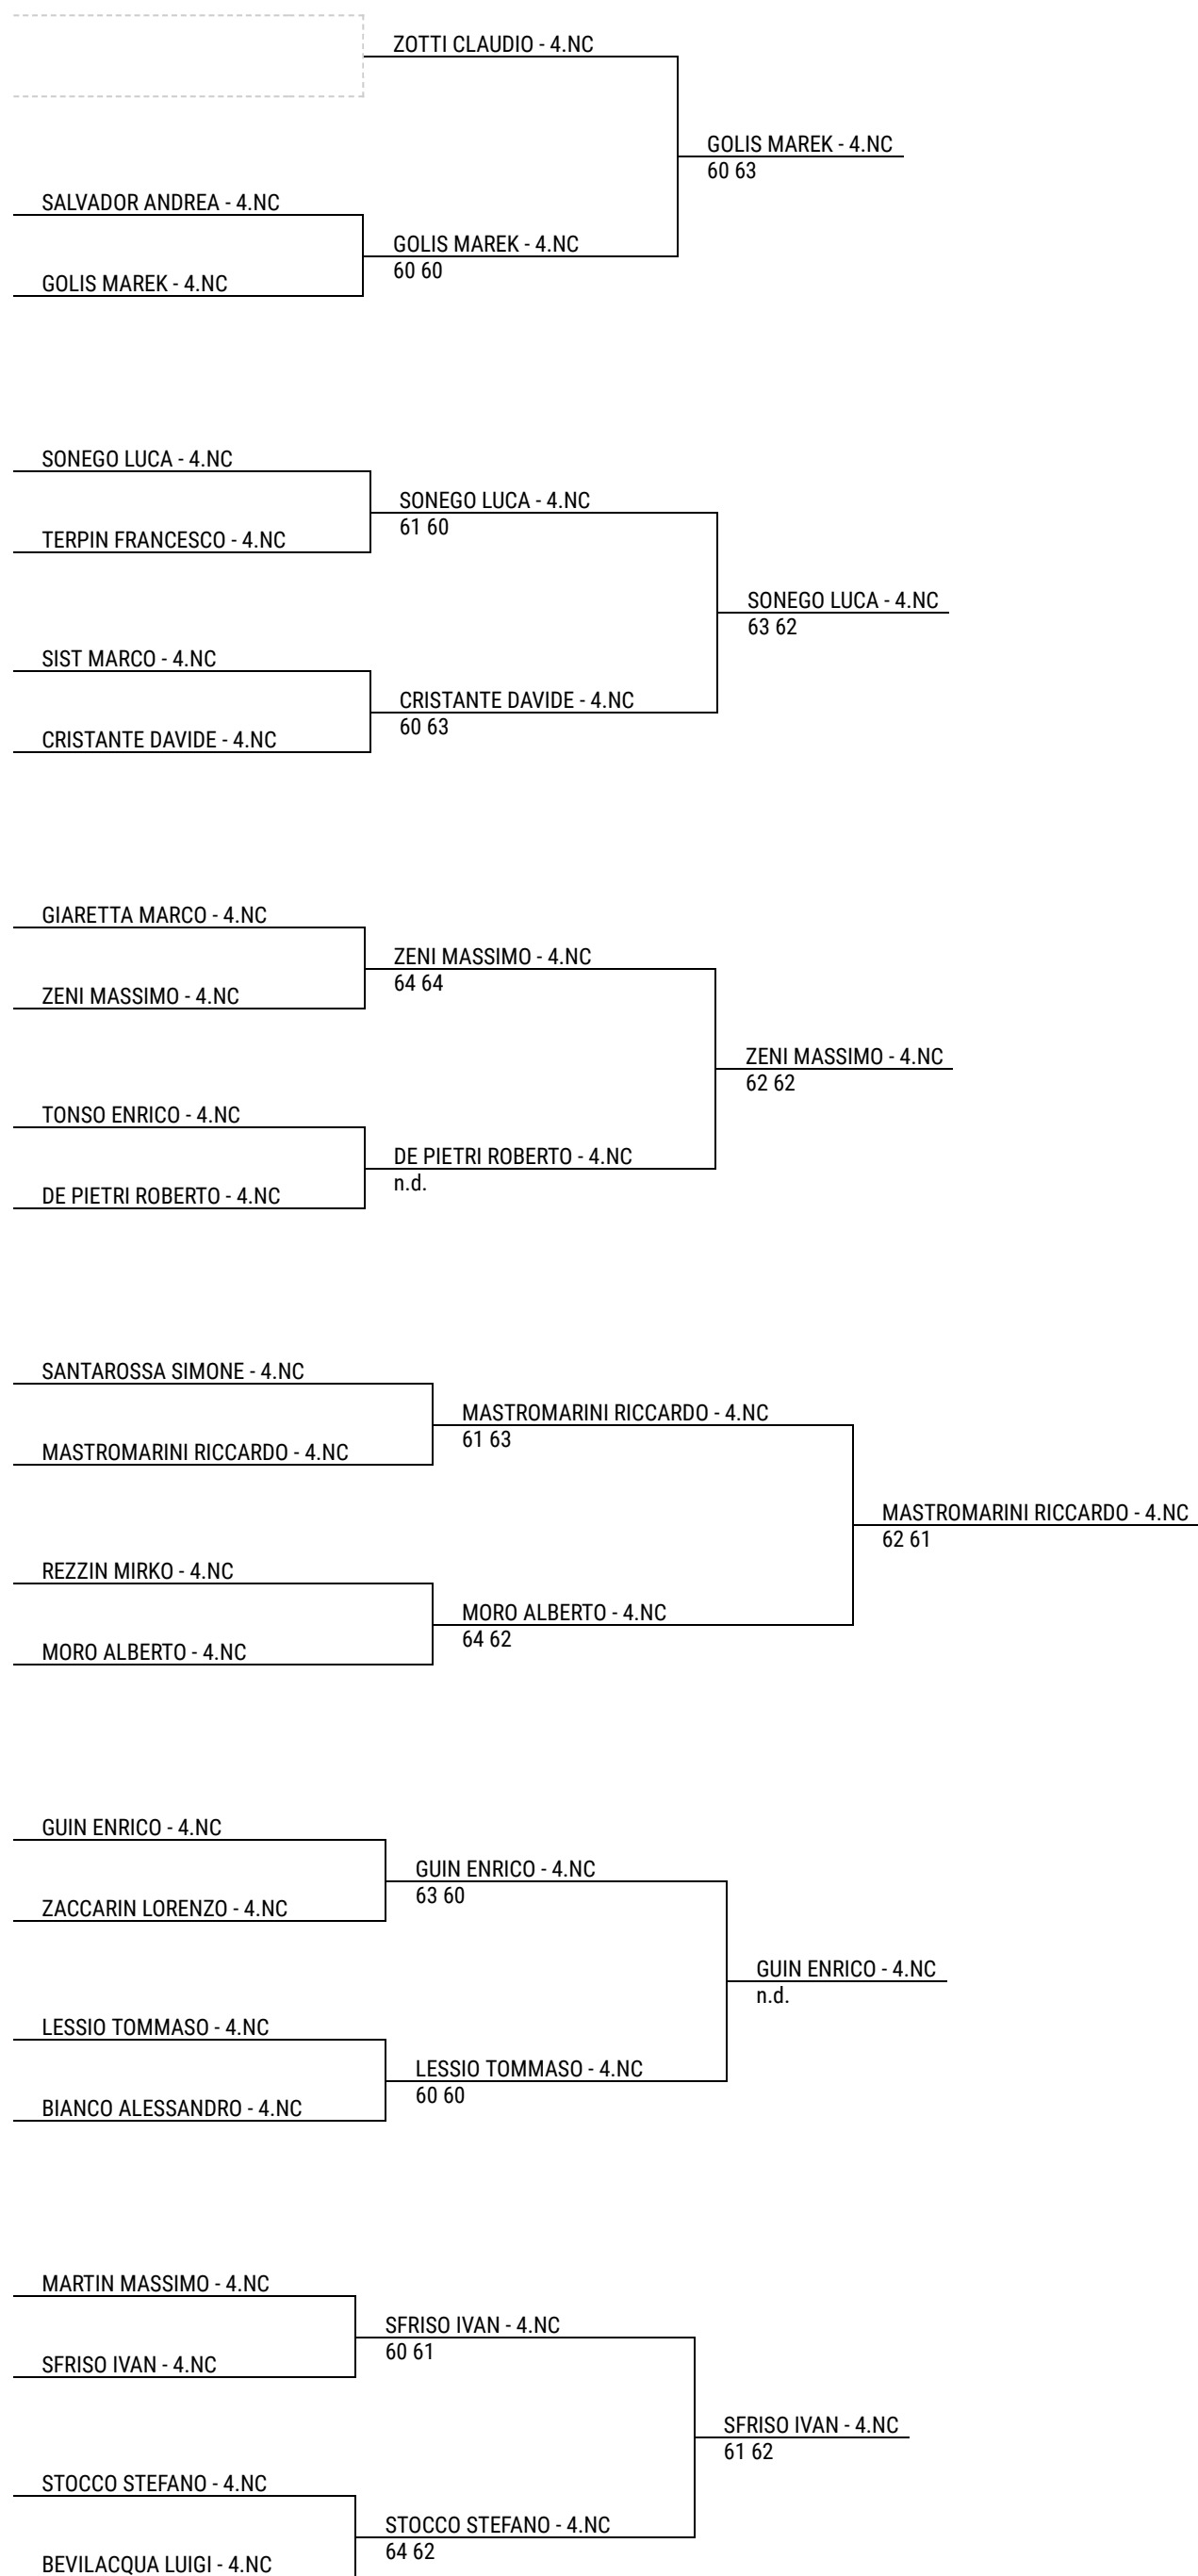 ZOTTI CLAUDIO - 4.NC
GOLIS MAREK - 4.NC
60 63
SALVADOR ANDREA - 4.NC
GOLIS MAREK - 4.NC
60 60
GOLIS MAREK - 4.NC
SONEGO LUCA - 4.NC
SONEGO LUCA - 4.NC
61 60
TERPIN FRANCESCO - 4.NC
SONEGO LUCA - 4.NC
63 62
SIST MARCO - 4.NC
CRISTANTE DAVIDE - 4.NC
60 63
CRISTANTE DAVIDE - 4.NC
GIARETTA MARCO - 4.NC
ZENI MASSIMO - 4.NC
64 64
ZENI MASSIMO - 4.NC
ZENI MASSIMO - 4.NC
62 62
TONSO ENRICO - 4.NC
DE PIETRI ROBERTO - 4.NC
n.d.
DE PIETRI ROBERTO - 4.NC
SANTAROSSA SIMONE - 4.NC
MASTROMARINI RICCARDO - 4.NC
61 63
MASTROMARINI RICCARDO - 4.NC
MASTROMARINI RICCARDO - 4.NC
62 61
REZZIN MIRKO - 4.NC
MORO ALBERTO - 4.NC
64 62
MORO ALBERTO - 4.NC
GUIN ENRICO - 4.NC
GUIN ENRICO - 4.NC
63 60
ZACCARIN LORENZO - 4.NC
GUIN ENRICO - 4.NC
n.d.
LESSIO TOMMASO - 4.NC
LESSIO TOMMASO - 4.NC
60 60
BIANCO ALESSANDRO - 4.NC
MARTIN MASSIMO - 4.NC
SFRISO IVAN - 4.NC
60 61
SFRISO IVAN - 4.NC
SFRISO IVAN - 4.NC
61 62
STOCCO STEFANO - 4.NC
STOCCO STEFANO - 4.NC
64 62
BEVILACQUA LUIGI - 4.NC